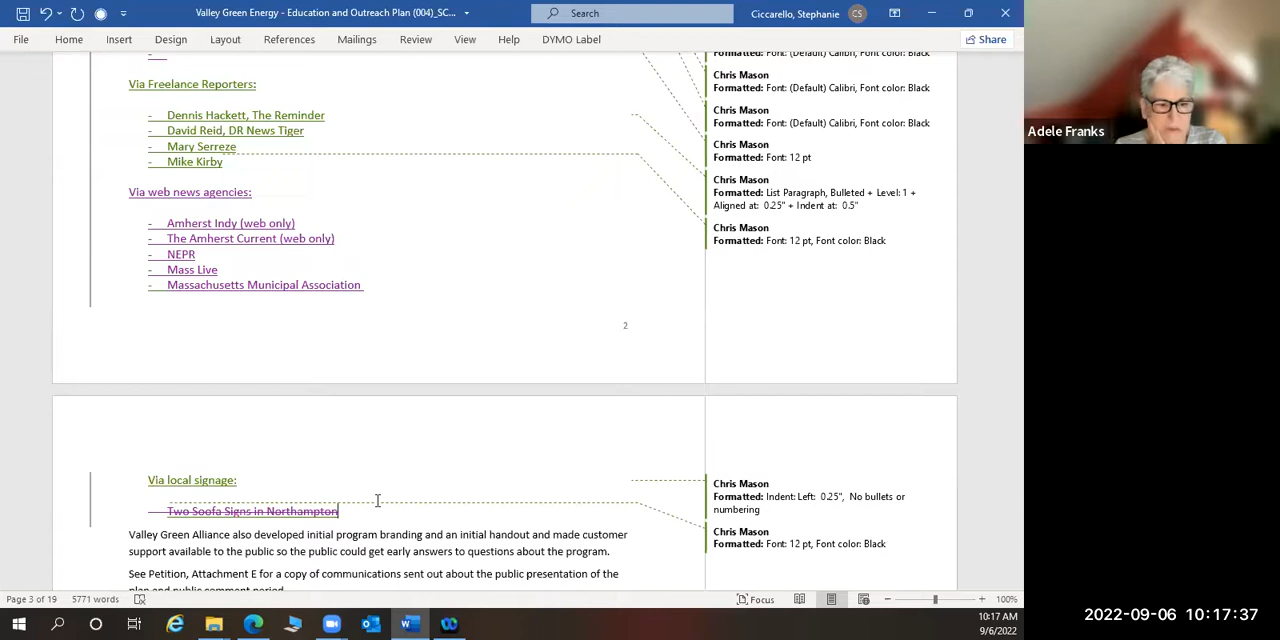 Valley Green Energy - Education and Outreach Plan (004)_SC...
Search
Ciccarello, Stephanie
CS
File
Home
Insert
Design
Layout
References
Mailings
Review
View
Help
DYMO Label
Share
Via Freelance Reporters:
- Dennis Hackett, The Reminder
- David Reid, DR News Tiger
- Mary Serreze
- Mike Kirby
Via web news agencies:
- Amherst Indy (web only)
- The Amherst Current (web only)
- NEPR
- Mass Live
- Massachusetts Municipal Association
2
Via local signage:
Two Soofa Signs in Northampton
Valley Green Alliance also developed initial program branding and an initial handout and made customer
support available to the public so the public could get early answers to questions about the program.
See Petition, Attachment E for a copy of communications sent out about the public presentation of the
plan and public comment period.
Formatted: Font: (Default) Calibri, Font color: Black
Chris Mason
Formatted: Font: (Default) Calibri, Font color: Black
Chris Mason
Formatted: Font: (Default) Calibri, Font color: Black
Chris Mason
Formatted: Font: 12 pt
Chris Mason
Formatted: List Paragraph, Bulleted + Level: 1 +
Aligned at: 0.25" + Indent at: 0.5"
Chris Mason
Formatted: Font: 12 pt, Font color: Black
Chris Mason
Formatted: Indent: Left: 0.25", No bullets or
numbering
Chris Mason
Formatted: Font: 12 pt, Font color: Black
Page 3 of 19
5771 words
Focus
100%
10:17 AM
9/6/2022
Adele Franks
2022-09-06 10:17:37